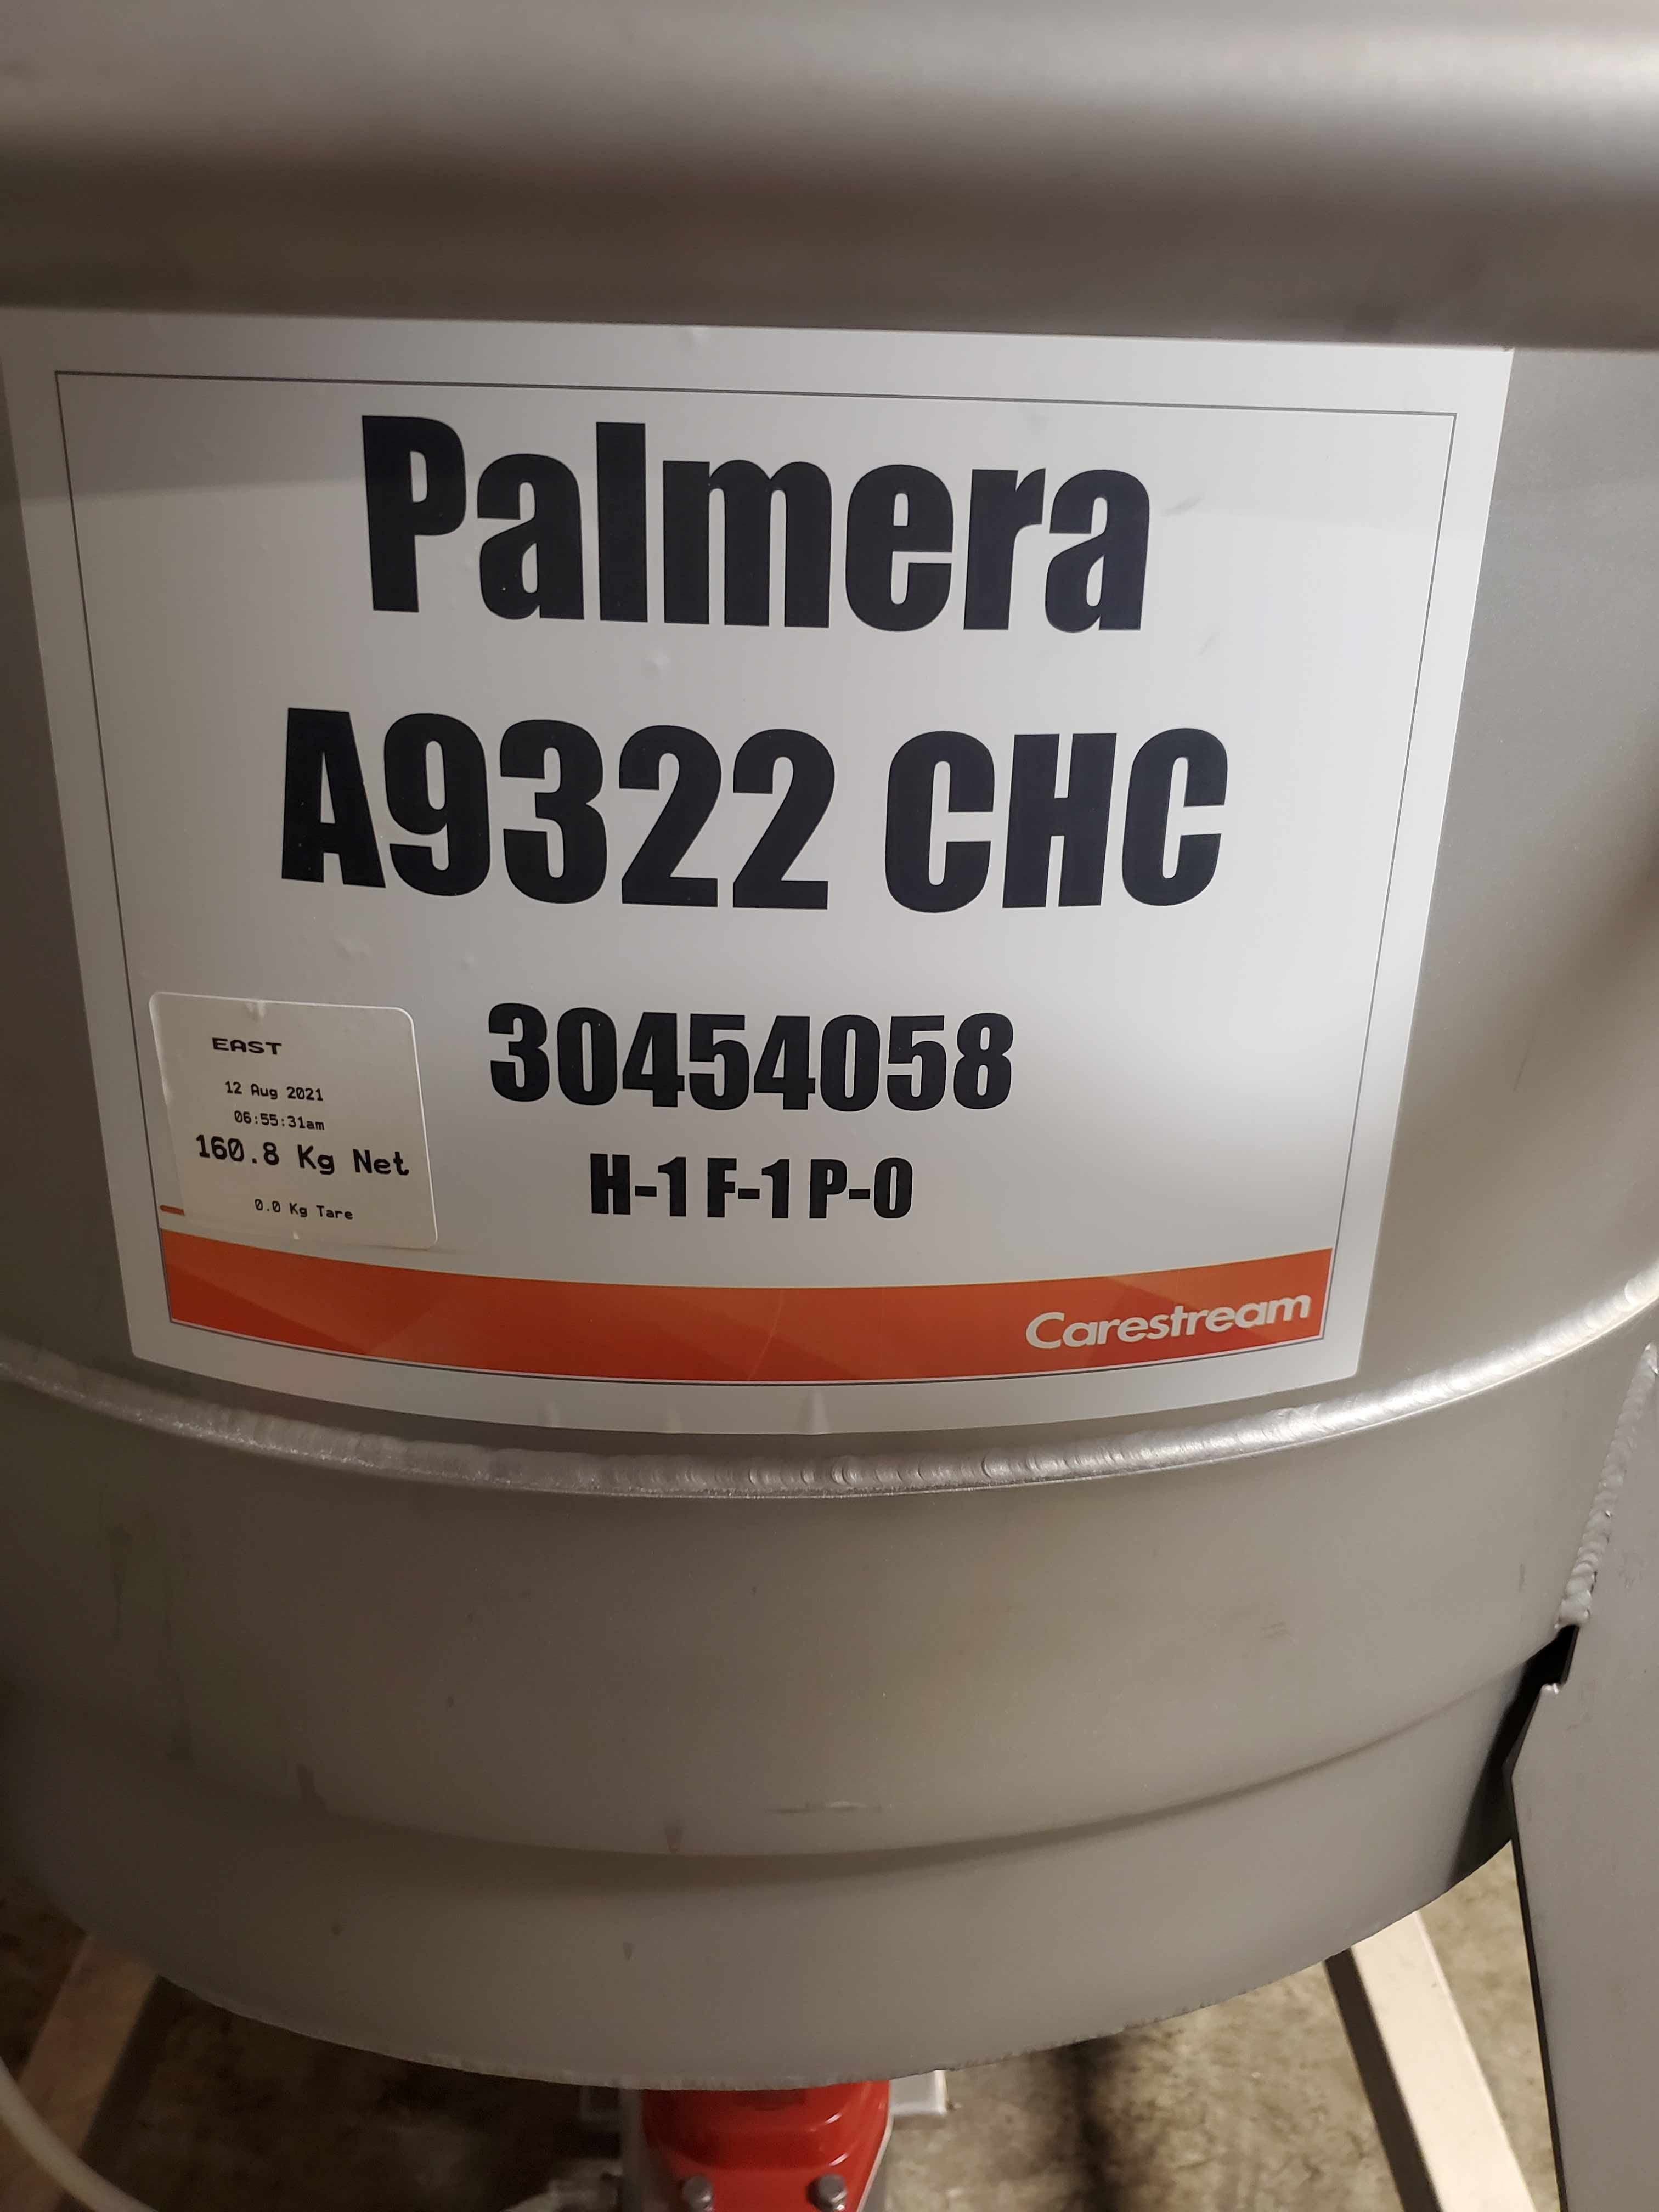 Palmera
A9322 CHC
30454058
H-1 F-1 P-0
EAST
12 Aug 2021
06:55:31am
160.8 Kg Net
0.0 Kg Tare
Carestream